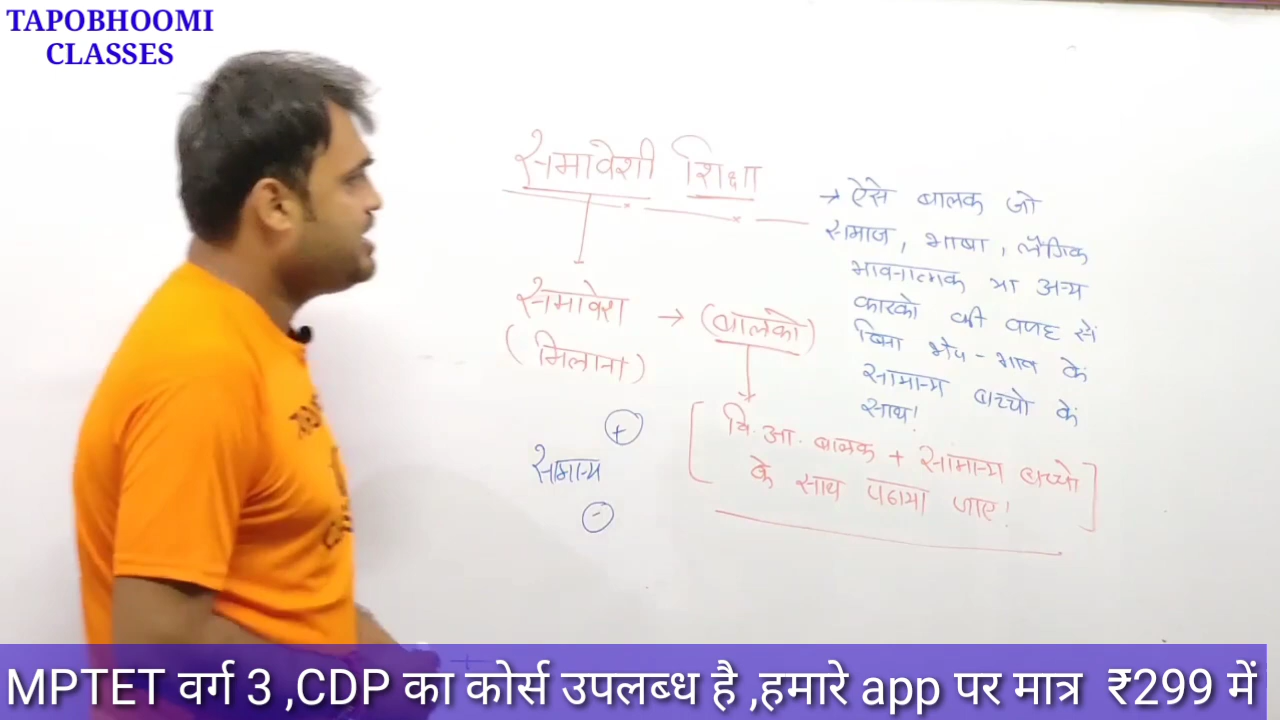 TAPOBHOOMI
CLASSES
समावेशी शिक्षा
समावेश → (बालको)
(मिलाना)
सामान्य
+
-
→ ऐसे बालक जो
समाज, भाषा, लैंगिक
भावनात्मक या अन्य
कारको की वजह से
बिना भेद-भाव के
सामान्य बच्चो के
साथ!
[वि. आ. बालक + सामान्य बच्चो
के साथ पढाया जाए!]
MPTET वर्ग 3 ,CDP का कोर्स उपलब्ध है ,हमारे app पर मात्र ₹299 में